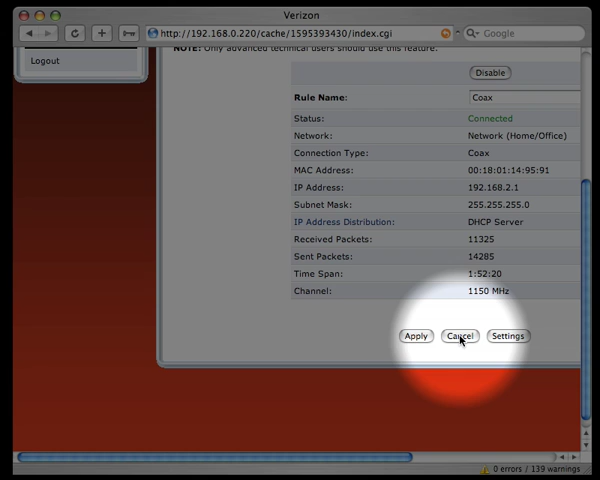 Verizon
http://192.168.0.220/cache/1595393430/index.cgi
Google
Logout
NOTE: Only advanced technical users should use this feature.
Disable
Rule Name: Coax
Status: Connected
Network: Network (Home/Office)
Connection Type: Coax
MAC Address: 00:18:01:14:95:91
IP Address: 192.168.2.1
Subnet Mask: 255.255.255.0
IP Address Distribution: DHCP Server
Received Packets: 11325
Sent Packets: 14285
Time Span: 1:52:20
Channel: 1150 MHz
Apply Cancel Settings
0 errors / 139 warnings